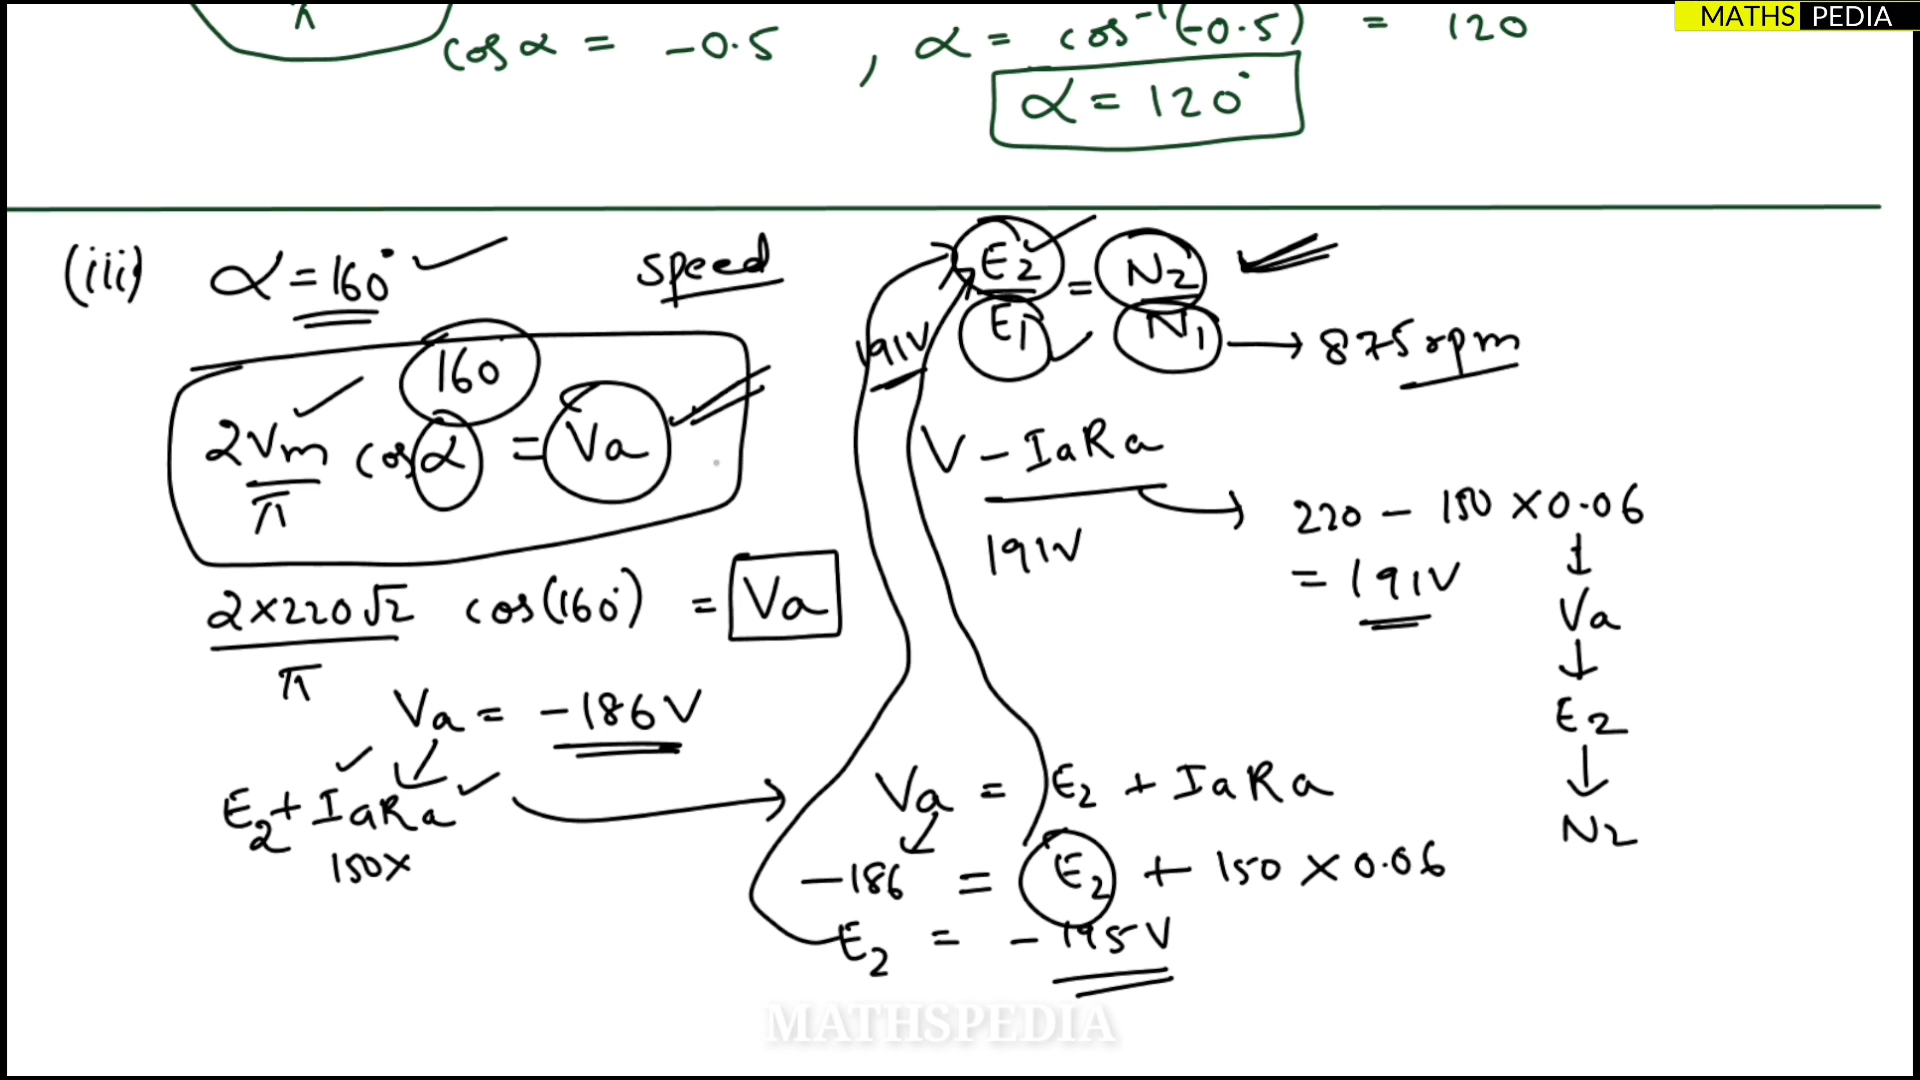 MATHS PEDIA
π
cosα = -0.5 , α = cos⁻¹(-0.5) = 120
α = 120°
(iii) α = 160° speed
E2/E1 = N2/N1 → 875 rpm
191V
160
2Vm/π cosα = Va
V - IaRa
191V
220 - 150 × 0.06
= 191V
Va
E2
N2
2×220√2/π cos(160°) = Va
Va = -186V
E2 + IaRa
150×
Va = E2 + IaRa
-186 = E2 + 150 × 0.06
E2 = -195V
MATHSPEDIA